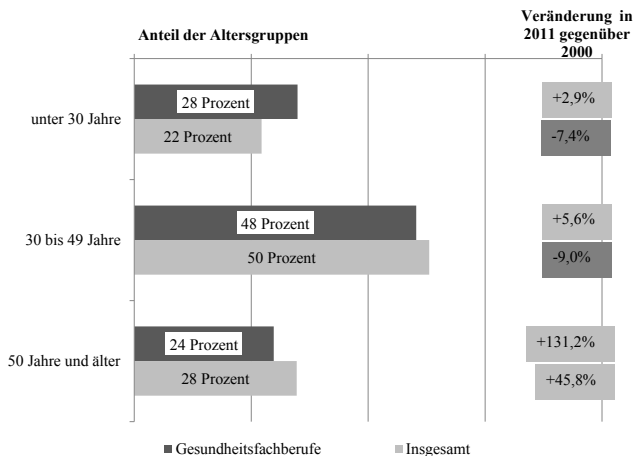 Anteil der Altersgruppen
Veränderung in
2011 gegenüber
2000
unter 30 Jahre
28 Prozent
+2,9%
22 Prozent
-7,4%
30 bis 49 Jahre
48 Prozent
+5,6%
50 Prozent
-9,0%
50 Jahre und älter
24 Prozent
+131,2%
28 Prozent
+45,8%
Gesundheitsfachberufe
Insgesamt